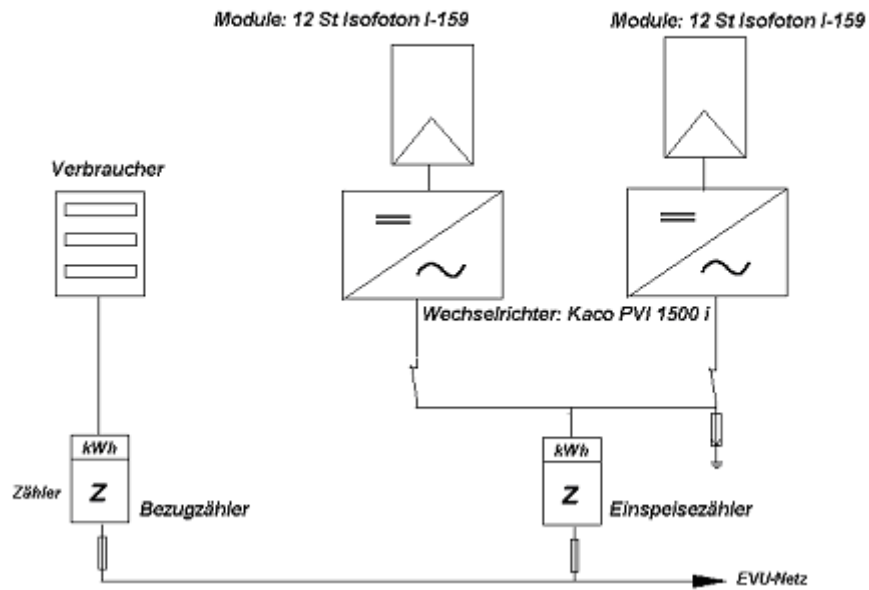 Module: 12 St Isofoton I-159
Module: 12 St Isofoton I-159
Verbraucher
Wechselrichter: Kaco PVI 1500 i
kWh
kWh
Zähler
Z
Bezugzähler
Z
Einspeisezähler
EVU-Netz